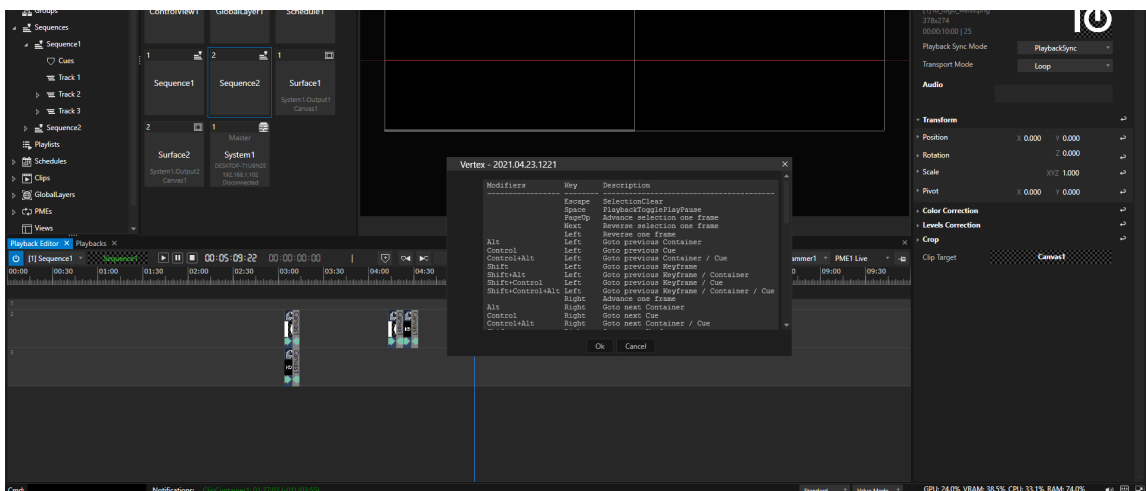 Groups
Sequences
Sequence1
Cues
Track 1
Track 2
Track 3
Sequence2
Playlists
Schedules
Clips
GlobalLayers
PMEs
Views
ControlView1
GlobalLayer1
Schedule1
1
Sequence1
2
Sequence2
1
Surface1
System1.Output1
Canvas1
2
Surface2
System1.Output2
Canvas1
1
Master
System1
DESKTOP-71U9N2E
192.168.1.102
Disconnected
378x274
00:00:10:00 | 25
Playback Sync Mode PlaybackSync
Transport Mode Loop
Audio
Transform
Position X 0.000 Y 0.000
Rotation Z 0.000
Scale XYZ 1.000
Pivot X 0.000 Y 0.000
Color Correction
Levels Correction
Crop
Clip Target Canvas1
Vertex - 2021.04.23.1221
Modifiers Key Description
Escape SelectionClear
Space PlaybackTogglePlayPause
PageUp Advance selection one frame
Next Reverse selection one frame
Left Reverse one frame
Alt Left Goto previous Container
Control Left Goto previous Cue
Control+Alt Left Goto previous Container / Cue
Shift Left Goto previous Keyframe
Shift+Alt Left Goto previous Keyframe / Container
Shift+Control Left Goto previous Keyframe / Cue
Shift+Control+Alt Left Goto previous Keyframe / Container / Cue
Right Advance one frame
Alt Right Goto next Container
Control Right Goto next Cue
Control+Alt Right Goto next Container / Cue
Ok Cancel
Playback Editor Playbacks
[1] Sequence1 Sequence1 00:05:09:22 00:00:00:00
PME1 Live
00:00 00:30 01:00 01:30 02:00 02:30 03:00 03:30 04:00 04:30 09:00 09:30
1
2
3
Cmd: Notifications: Standard Value Mode GPU: 24.0% VRAM: 38.5% CPU: 33.1% RAM: 74.0%